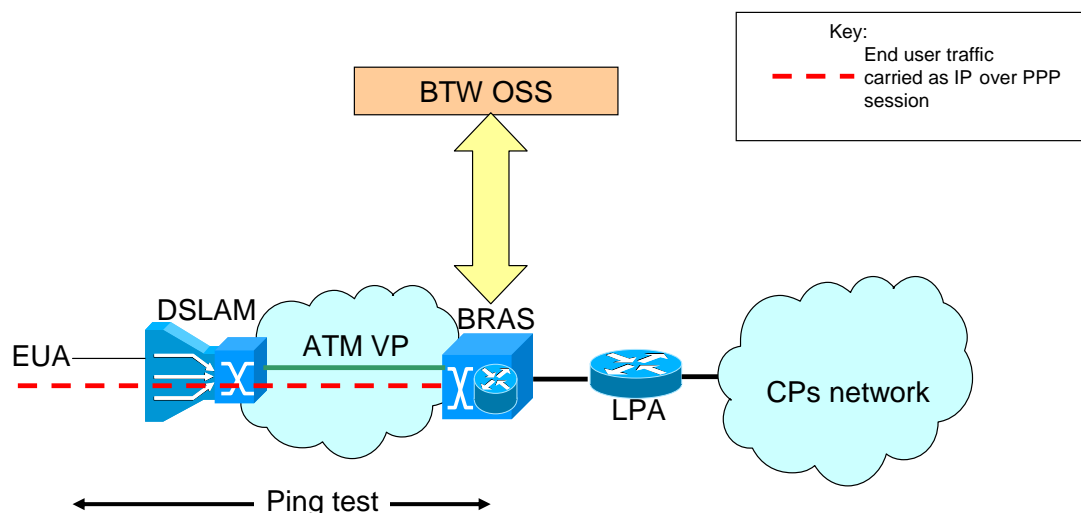 Key:
End user traffic
carried as IP over PPP
session
BTW OSS
DSLAM
BRAS
EUA
ATM VP
LPA
CPs network
Ping test